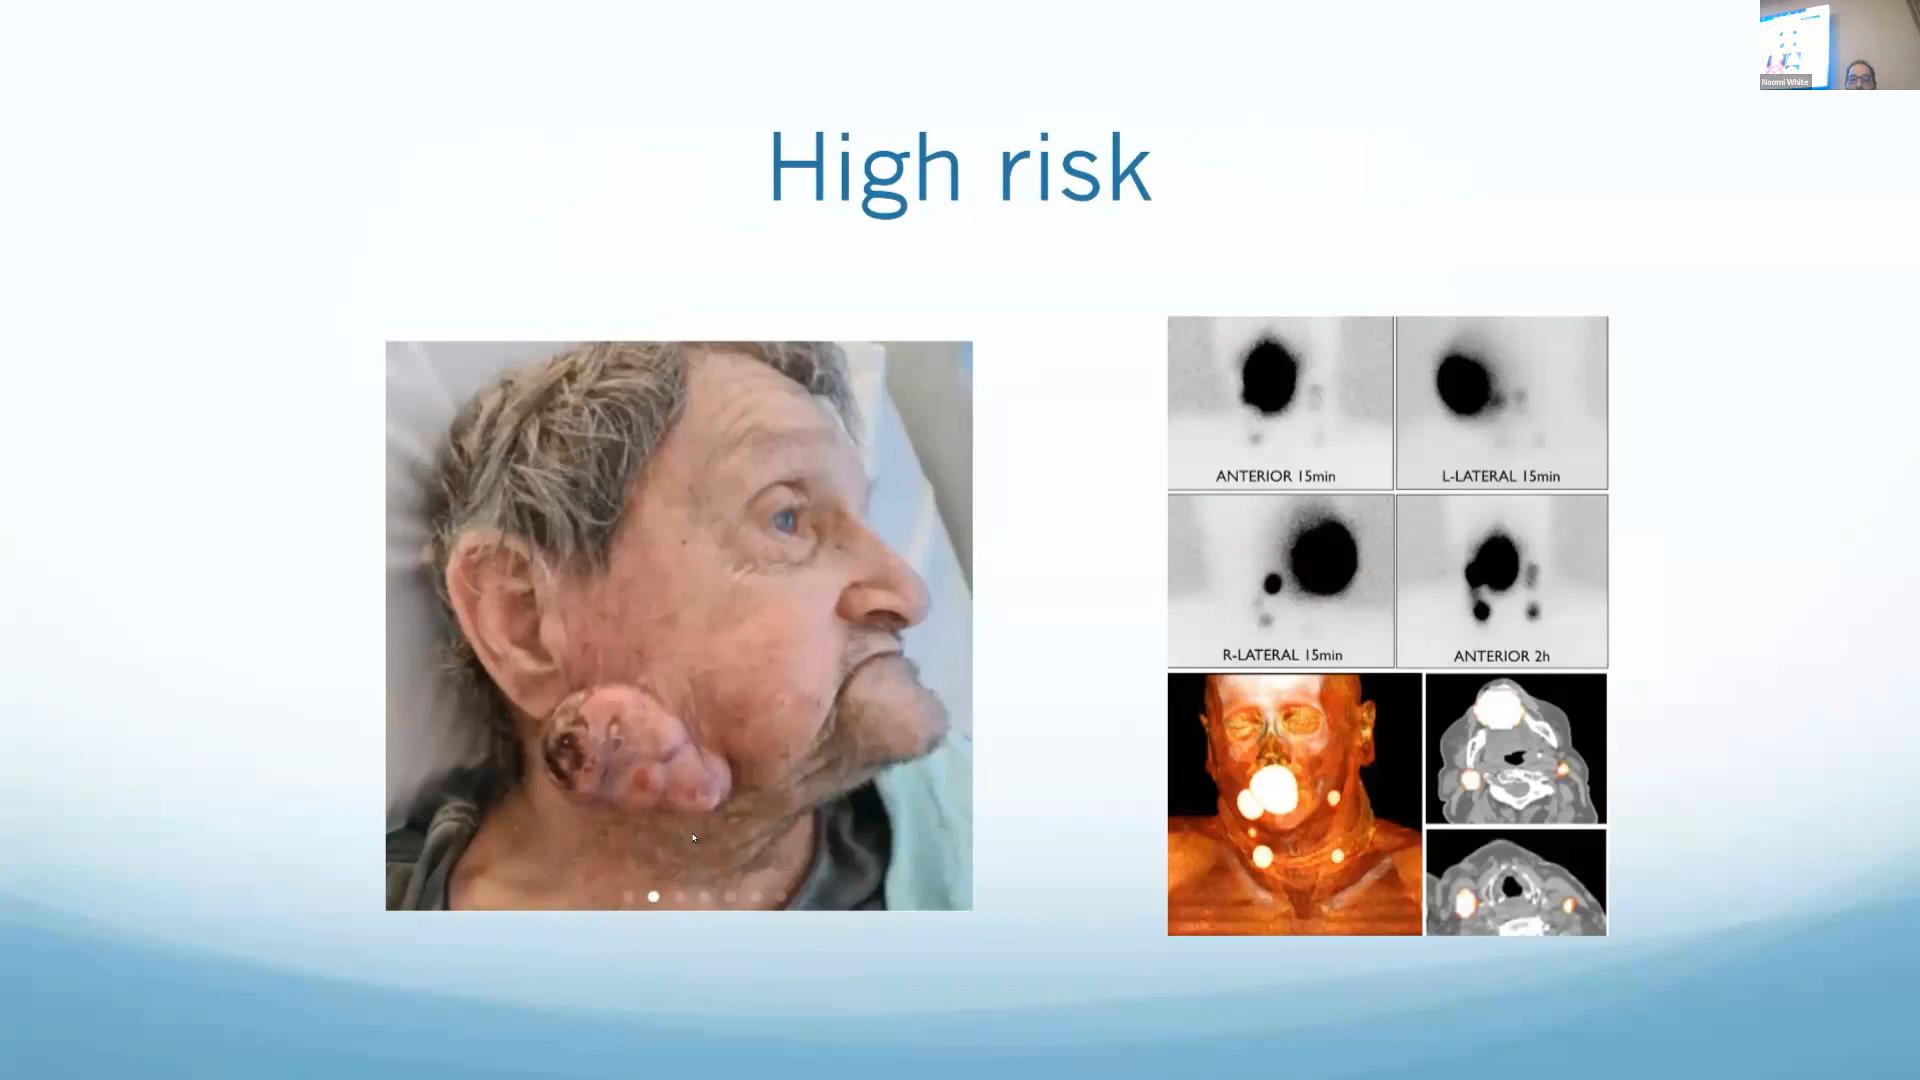 Naomi White
High risk
ANTERIOR 15min
L-LATERAL 15min
R-LATERAL 15min
ANTERIOR 2h